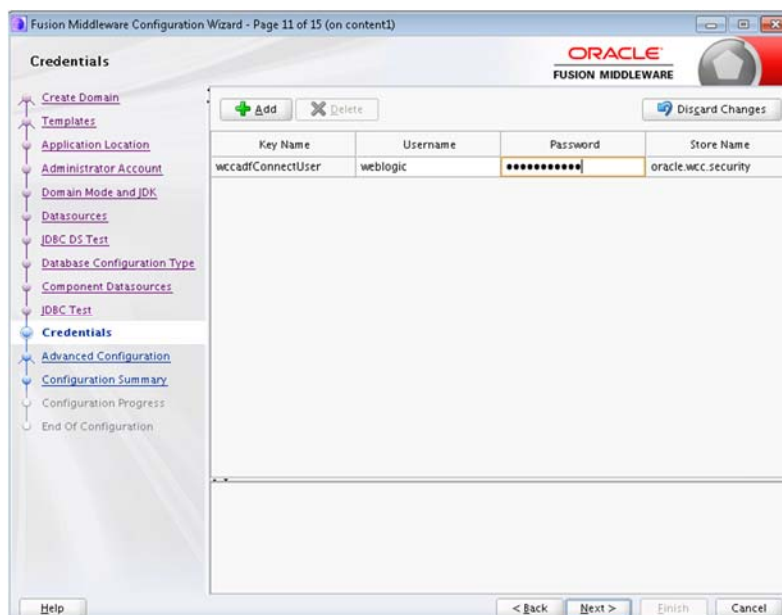 Fusion Middleware Configuration Wizard - Page 11 of 15 (on content1)
Credentials
ORACLE
FUSION MIDDLEWARE
Create Domain
Templates
Application Location
Administrator Account
Domain Mode and JDK
Datasources
JDBC DS Test
Database Configuration Type
Component Datasources
JDBC Test
Credentials
Advanced Configuration
Configuration Summary
Configuration Progress
End Of Configuration
Add Delete Discard Changes
Key Name Username Password Store Name
wccadfConnectUser weblogic ●●●●●●●●●●● oracle.wcc.security
Help < Back Next > Finish Cancel